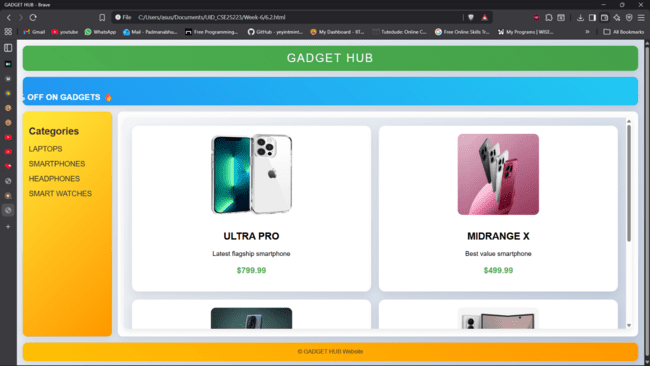 GADGET HUB - Brave
File C:/Users/asus/Documents/UID_CSE2S223/Week-6/6.2.html
Gmail youtube WhatsApp Mail - Padmanabhu... Free Programming... GitHub - yeyintmint... My Dashboard - RT... Tutedudic Online C... Free Online Skills Tr... My Programs | WISE... » All Bookmarks
GADGET HUB
OFF ON GADGETS 🔥
Categories
LAPTOPS
SMARTPHONES
HEADPHONES
SMART WATCHES
ULTRA PRO
Latest flagship smartphone
$799.99
MIDRANGE X
Best value smartphone
$499.99
© GADGET HUB Website